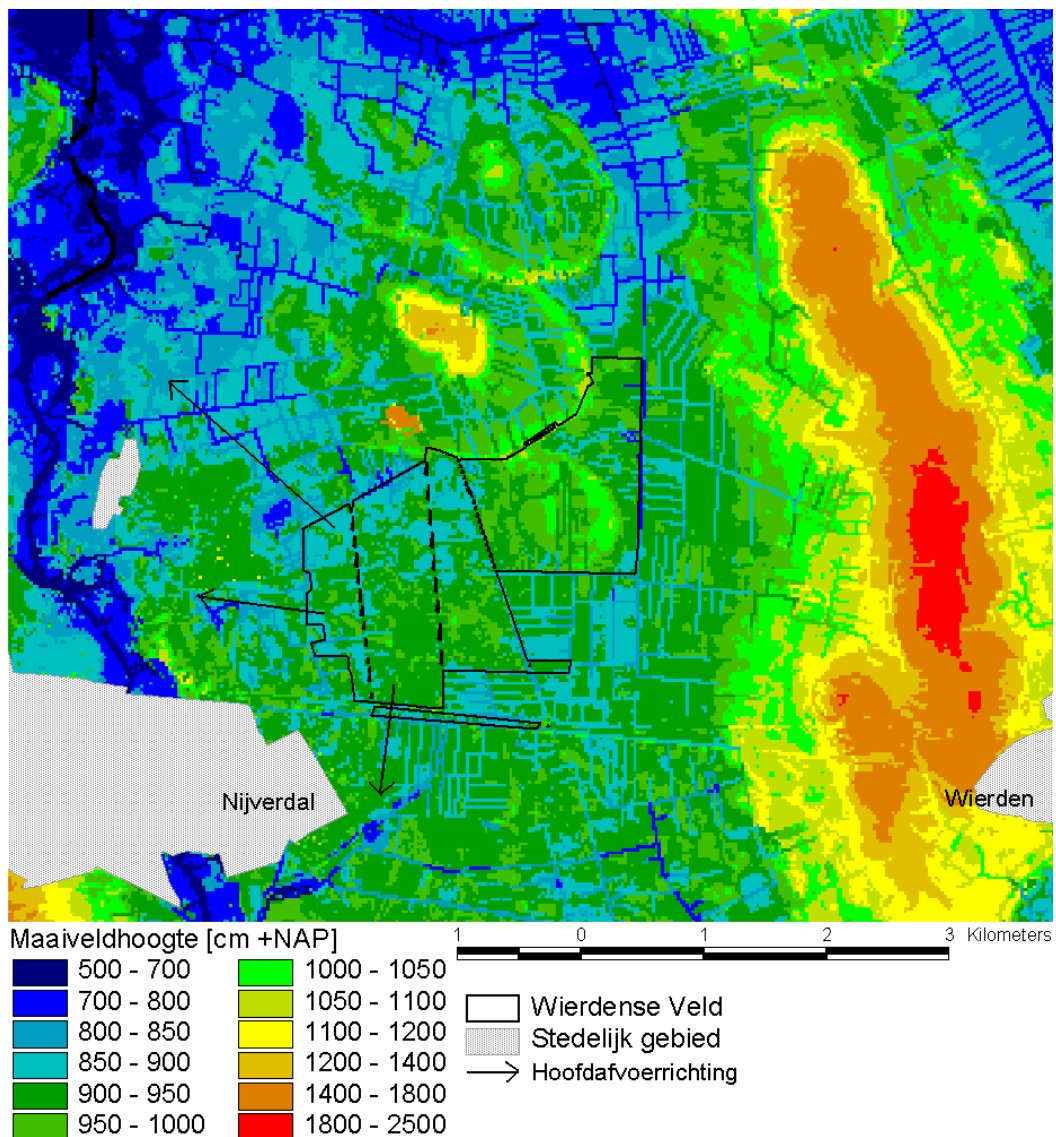 Nijverdal
Wierden
Maaiveldhoogte [cm +NAP]
500 - 700
700 - 800
800 - 850
850 - 900
900 - 950
950 - 1000
1000 - 1050
1050 - 1100
1100 - 1200
1200 - 1400
1400 - 1800
1800 - 2500
1 0 1 2 3 Kilometers
Wierdense Veld
Stedelijk gebied
Hoofdafvoerrichting